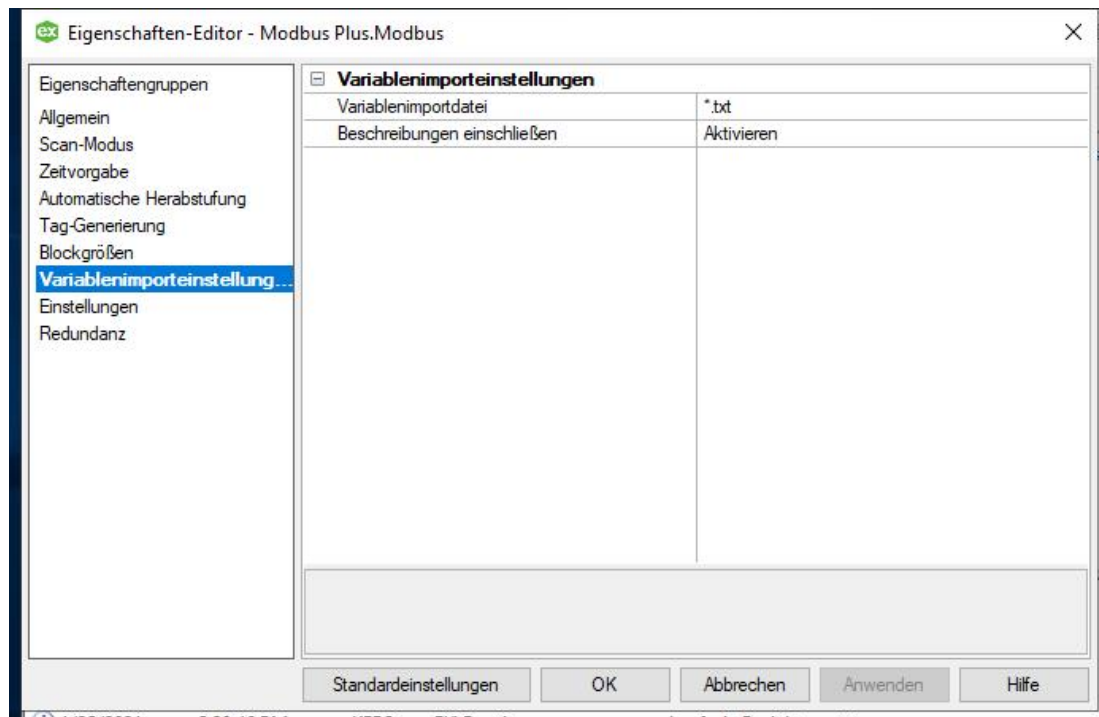 ex Eigenschaften-Editor - Modbus Plus.Modbus
Eigenschaftengruppen
Allgemein
Scan-Modus
Zeitvorgabe
Automatische Herabstufung
Tag-Generierung
Blockgrößen
Variablenimporteinstellung...
Einstellungen
Redundanz
Variablenimporteinstellungen
Variablenimportdatei *.txt
Beschreibungen einschließen Aktivieren
Standardeinstellungen OK Abbrechen Anwenden Hilfe